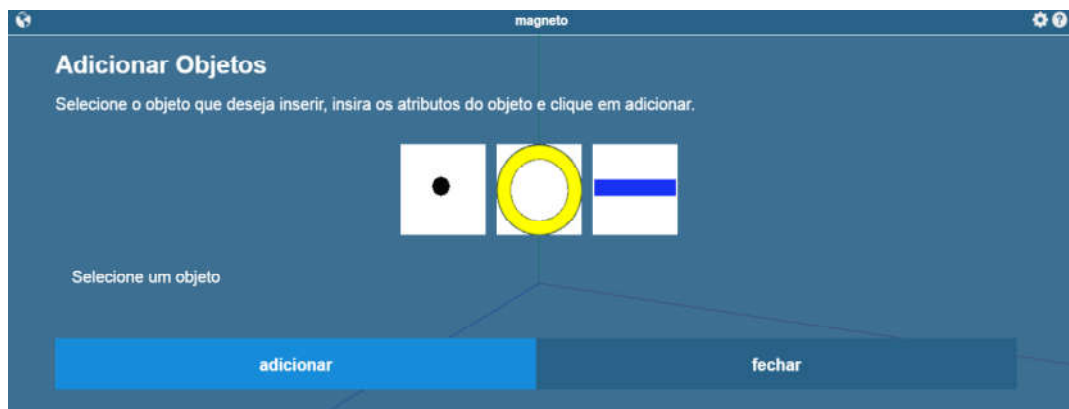 magneto
Adicionar Objetos
Selecione o objeto que deseja inserir, insira os atributos do objeto e clique em adicionar.
Selecione um objeto
adicionar
fechar